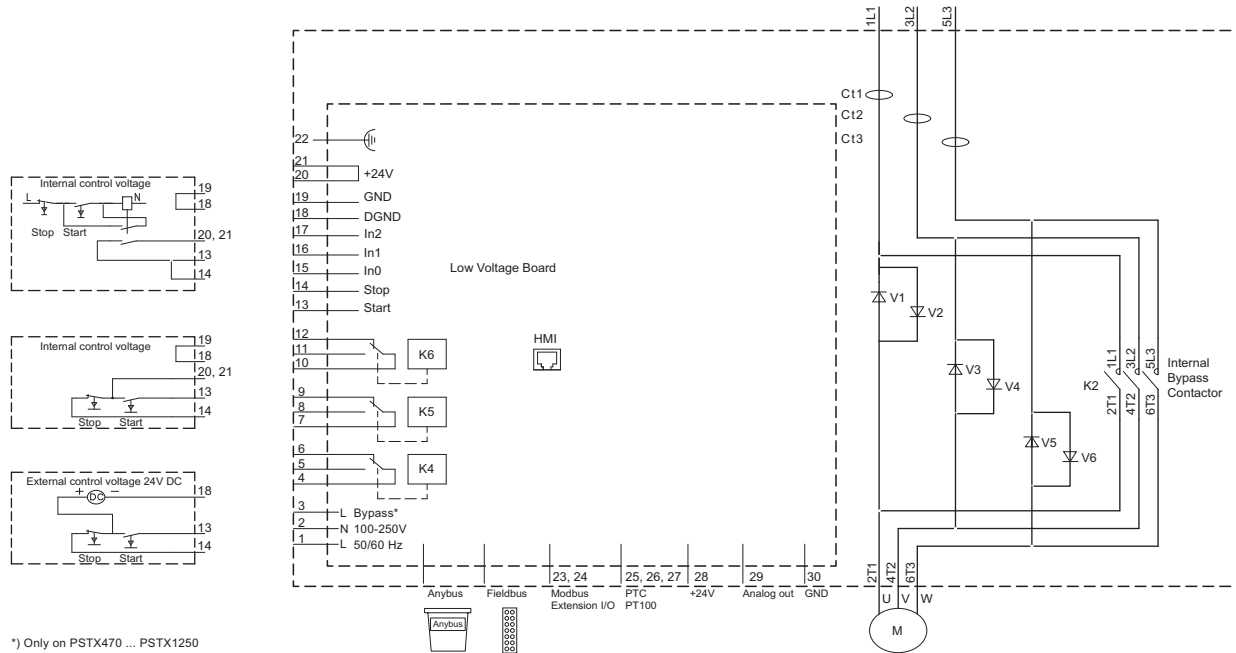 1L1
3L2
5L3
Ct1
Ct2
Ct3
22
21
20
+24V
19
GND
18
DGND
17
In2
16
In1
15
In0
14
Stop
13
Start
Low Voltage Board
HMI
12
11
10
K6
9
8
7
K5
6
5
4
K4
3
L Bypass*
2
N 100-250V
1
L 50/60 Hz
Internal control voltage
L
N
Stop
Start
19
18
20, 21
13
14
Internal control voltage
Stop
Start
19
18
20, 21
13
14
External control voltage 24V DC
+
DC
−
Stop
Start
18
13
14
V1
V2
V3
V4
V5
V6
K2
1L1
3L2
5L3
2T1
4T2
6T3
Internal
Bypass
Contactor
23, 24
25, 26, 27
28
29
30
Anybus
Fieldbus
Modbus
Extension I/O
PTC
PT100
+24V
Analog out
GND
Anybus
2T1
4T2
6T3
U
V
W
M
*) Only on PSTX470 ... PSTX1250